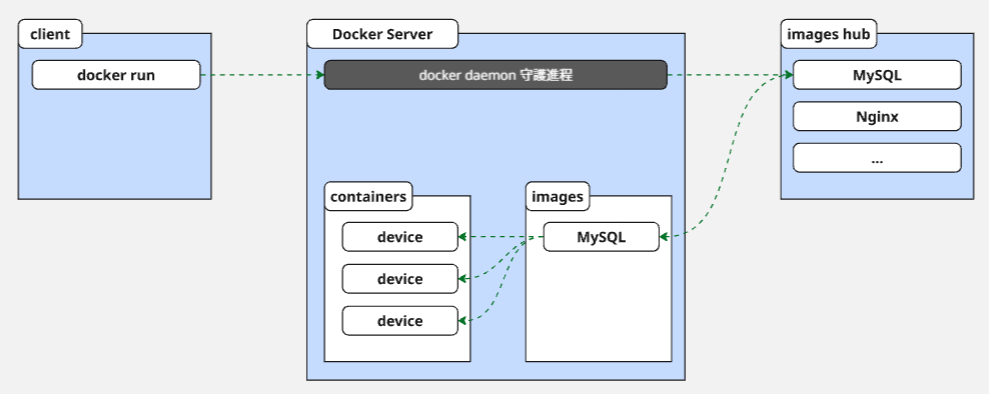 client
docker run
Docker Server
docker daemon 守護進程
containers
device
device
device
images
MySQL
images hub
MySQL
Nginx
...